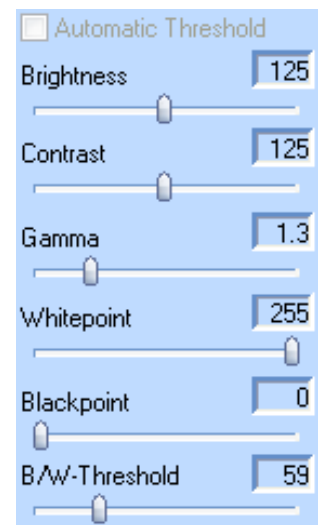 Automatic Threshold
Brightness 125
Contrast 125
Gamma 1.3
Whitepoint 255
Blackpoint 0
B/W-Threshold 59